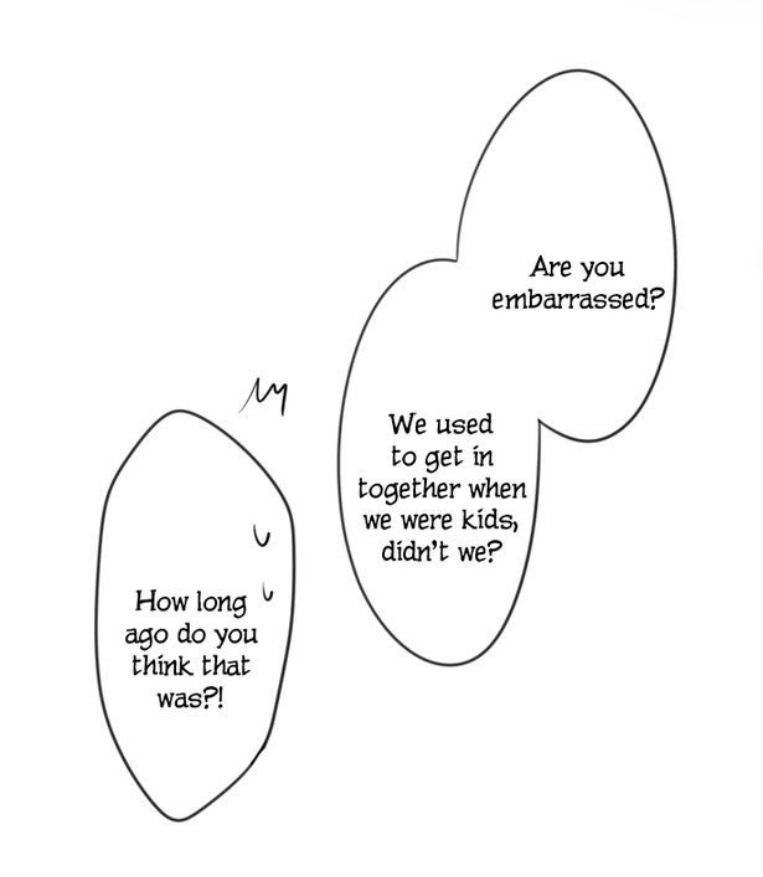 Are you
embarrassed?
We used
to get in
together when
we were kids,
didn't we?
How long
ago do you
think that
was?!